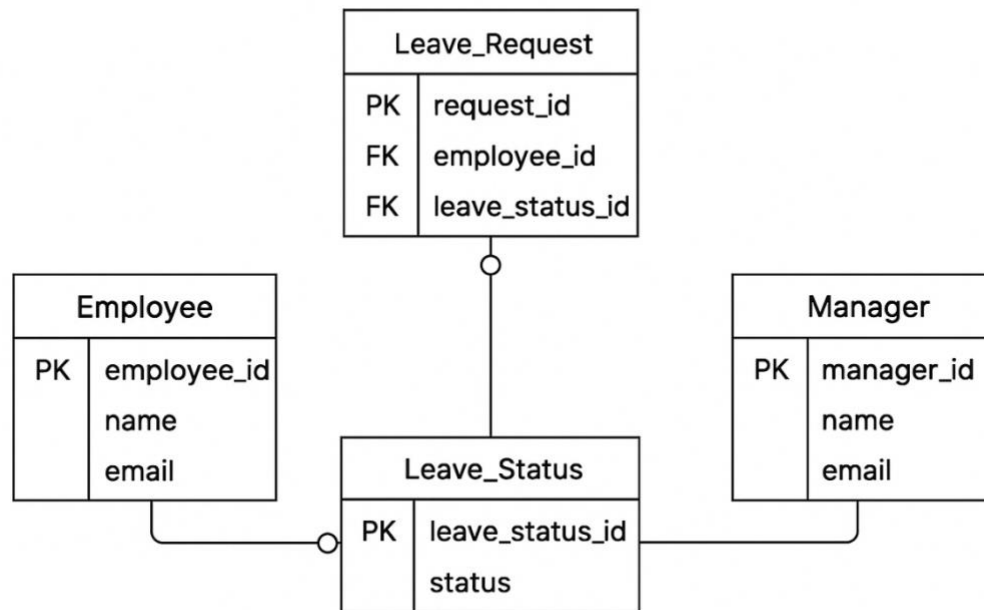 Leave_Request
PK request_id
FK employee_id
FK leave_status_id
Employee
PK employee_id
name
email
Manager
PK manager_id
name
email
Leave_Status
PK leave_status_id
status